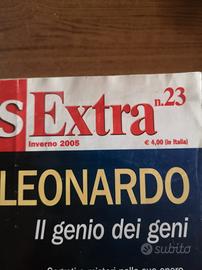 s Extra n.23
Inverno 2005 € 4,00 (in Italia)
LEONARDO
Il genio dei geni
subito